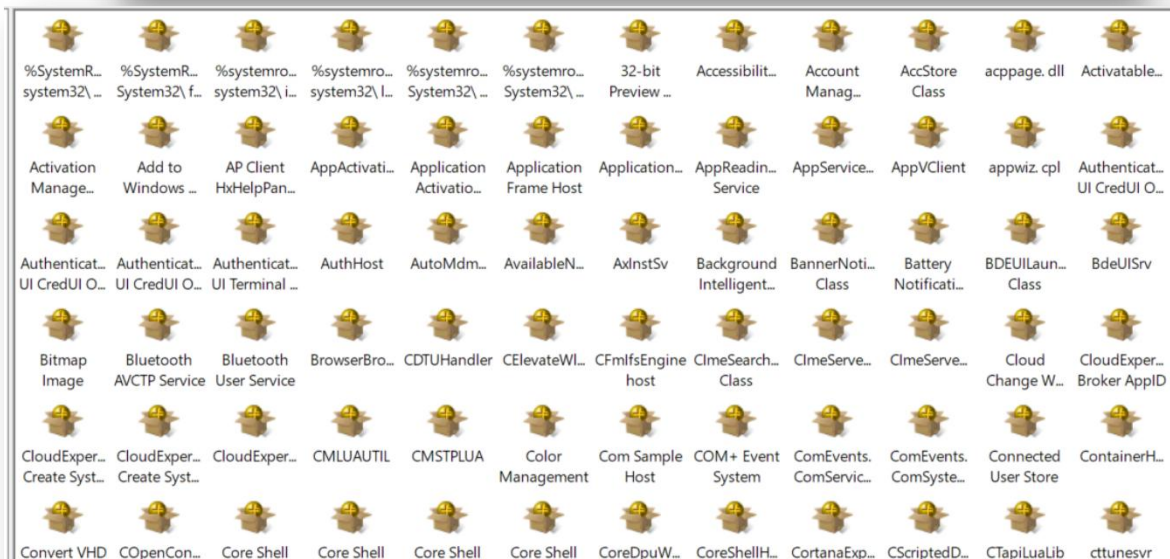 %SystemR... %SystemR... %systemro... %systemro... %systemro... %systemro... 32-bit Accessibilit... Account AccStore acppage.dll Activatable...
system32\ ... System32\ f... system32\ i... system32\ l... System32\ ... System32\ ... Preview ... Manag... Class
Activation Add to AP Client AppActivati... Application Application Application... AppReadin... AppService... AppVClient appwiz.cpl Authenticat...
Manage... Windows ... HxHelpPan... Activatio... Frame Host Service UI CredUI O...
Authenticat... Authenticat... Authenticat... AuthHost AutoMdm... AvailableN... AxInstSv Background BannerNoti... Battery BDEUILaun... BdeUISrv
UI CredUI O... UI CredUI O... UI Terminal ... Intelligent... Class Notificati... Class
Bitmap Bluetooth Bluetooth BrowserBro... CDTUHandler CElevateWl... CFmIfsEngine CImeSearch... CImeServe... CImeServe... Cloud CloudExper...
Image AVCTP Service User Service host Class Change W... Broker AppID
CloudExper... CloudExper... CloudExper... CMLUAUTIL CMSTPLUA Color Com Sample COM+ Event ComEvents. ComEvents. Connected ContainerH...
Create Syst... Create Syst... Management Host System ComServic... ComSyste... User Store
Convert VHD COpenCon... Core Shell Core Shell Core Shell Core Shell CoreDpuW... CoreShellH... CortanaExp... CScriptedD... CTapiLuaLib cttunesvr